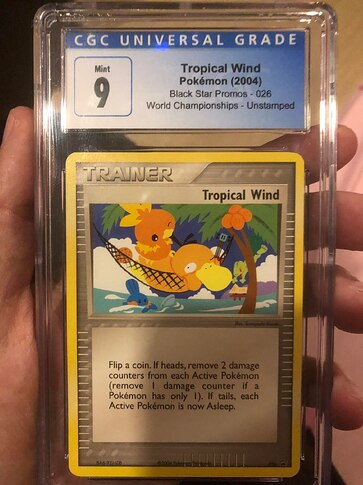 CGC UNIVERSAL GRADE
Mint
9
Tropical Wind
Pokémon (2004)
Black Star Promos - 026
World Championships - Unstamped
TRAINER
Tropical Wind
Flip a coin. If heads, remove 2 damage
counters from each Active Pokémon
(remove 1 damage counter if a
Pokémon has only 1). If tails, each
Active Pokémon is now Asleep.